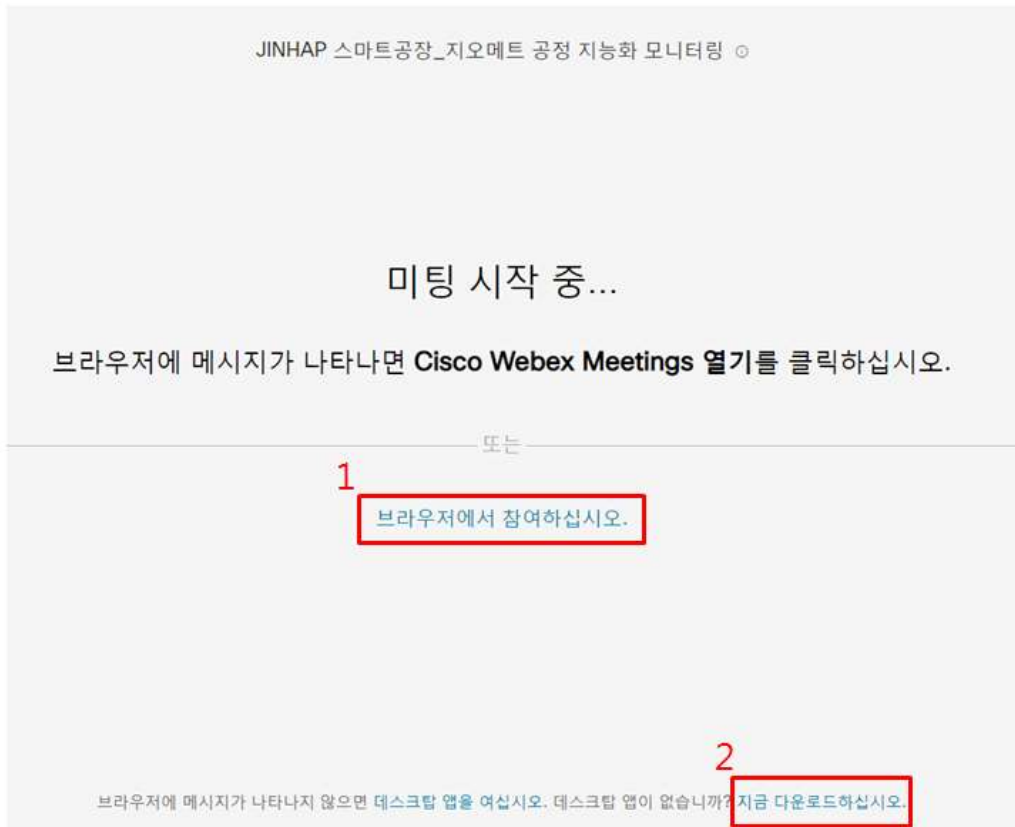 JINHAP 스마트공장_지오메트 공정 지능화 모니터링
미팅 시작 중...
브라우저에 메시지가 나타나면 Cisco Webex Meetings 열기를 클릭하십시오.
또는
1
브라우저에서 참여하십시오.
2
브라우저에 메시지가 나타나지 않으면 데스크탑 앱을 여십시오. 데스크탑 앱이 없습니까? 지금 다운로드하십시오.